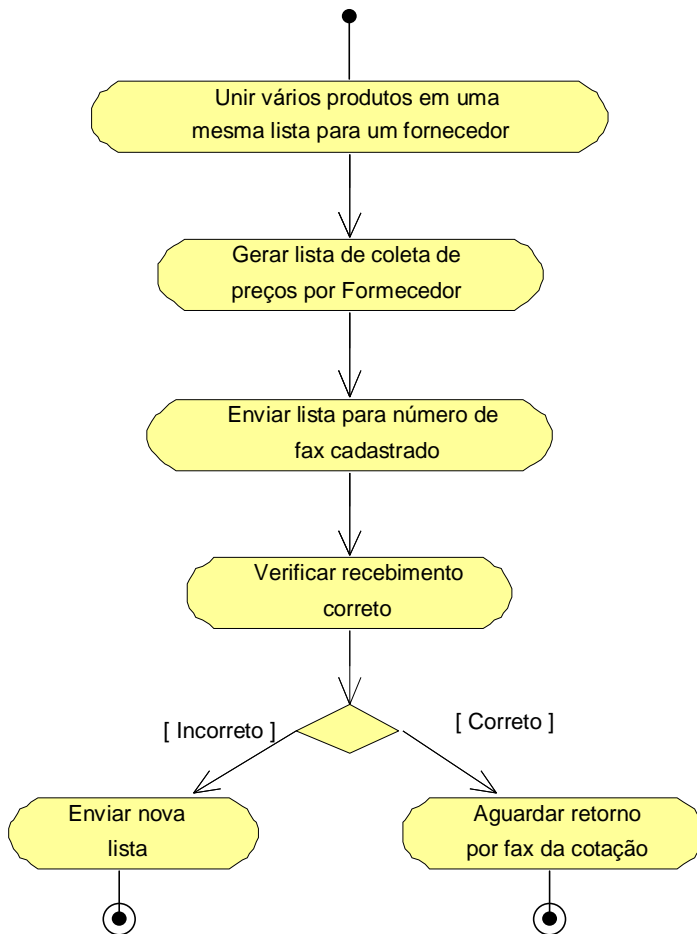 Unir vários produtos em uma
mesma lista para um fornecedor
Gerar lista de coleta de
preços por Formecedor
Enviar lista para número de
fax cadastrado
Verificar recebimento
correto
[ Incorreto ]
[ Correto ]
Enviar nova
lista
Aguardar retorno
por fax da cotação